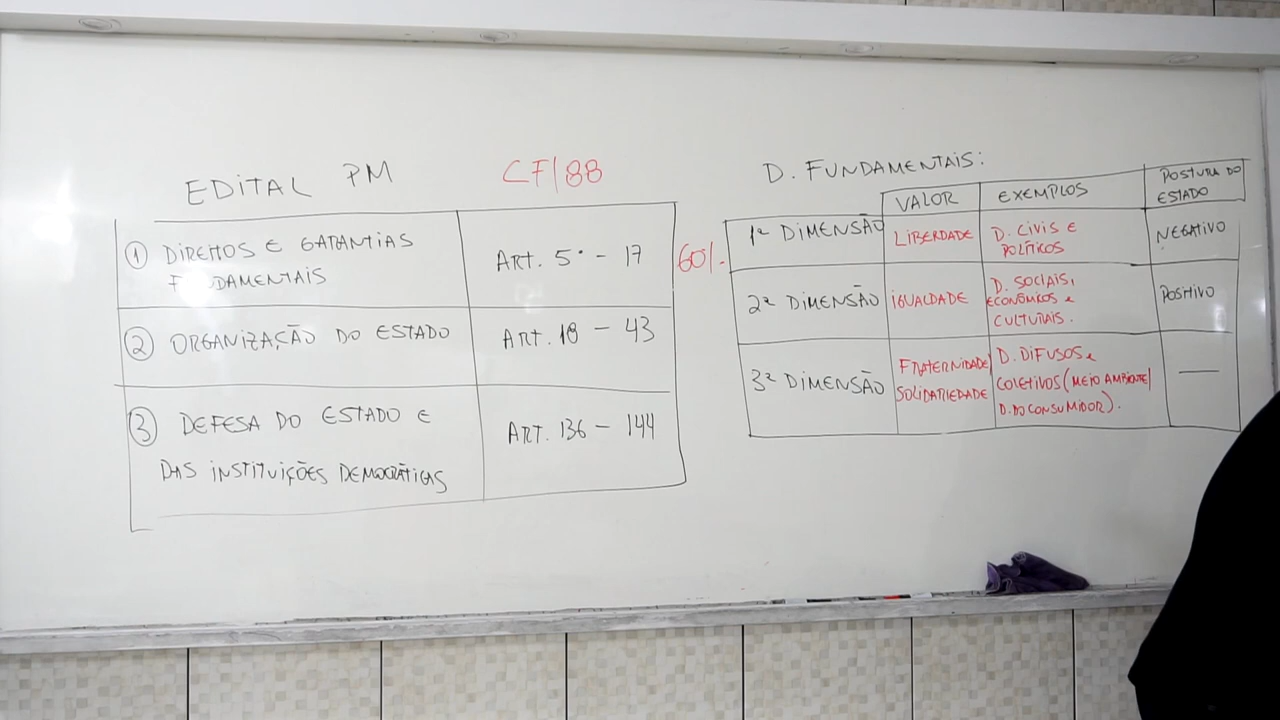 EDITAL PM CF/88
① DIREITOS E GARANTIAS
F DAMENTAIS
ART. 5º - 17
60%.
② ORGANIZAÇÃO DO ESTADO
ART. 18 - 43
③ DEFESA DO ESTADO E
DAS INSTITUIÇÕES DEMOCRÁTICAS
ART. 136 - 144
D. FUNDAMENTAIS:
VALOR
EXEMPLOS
POSTURA DO
ESTADO
1ª DIMENSÃO
LIBERDADE
D. CIVIS E
POLÍTICOS
NEGATIVO
2ª DIMENSÃO
IGUALDADE
D. SOCIAIS,
ECONÔMICOS e
CULTURAIS.
POSITIVO
3ª DIMENSÃO
FRATERNIDADE/
SOLIDARIEDADE
D. DIFUSOS e
COLETIVOS (MEIO AMBIENTE/
D. DO CONSUMIDOR).
—